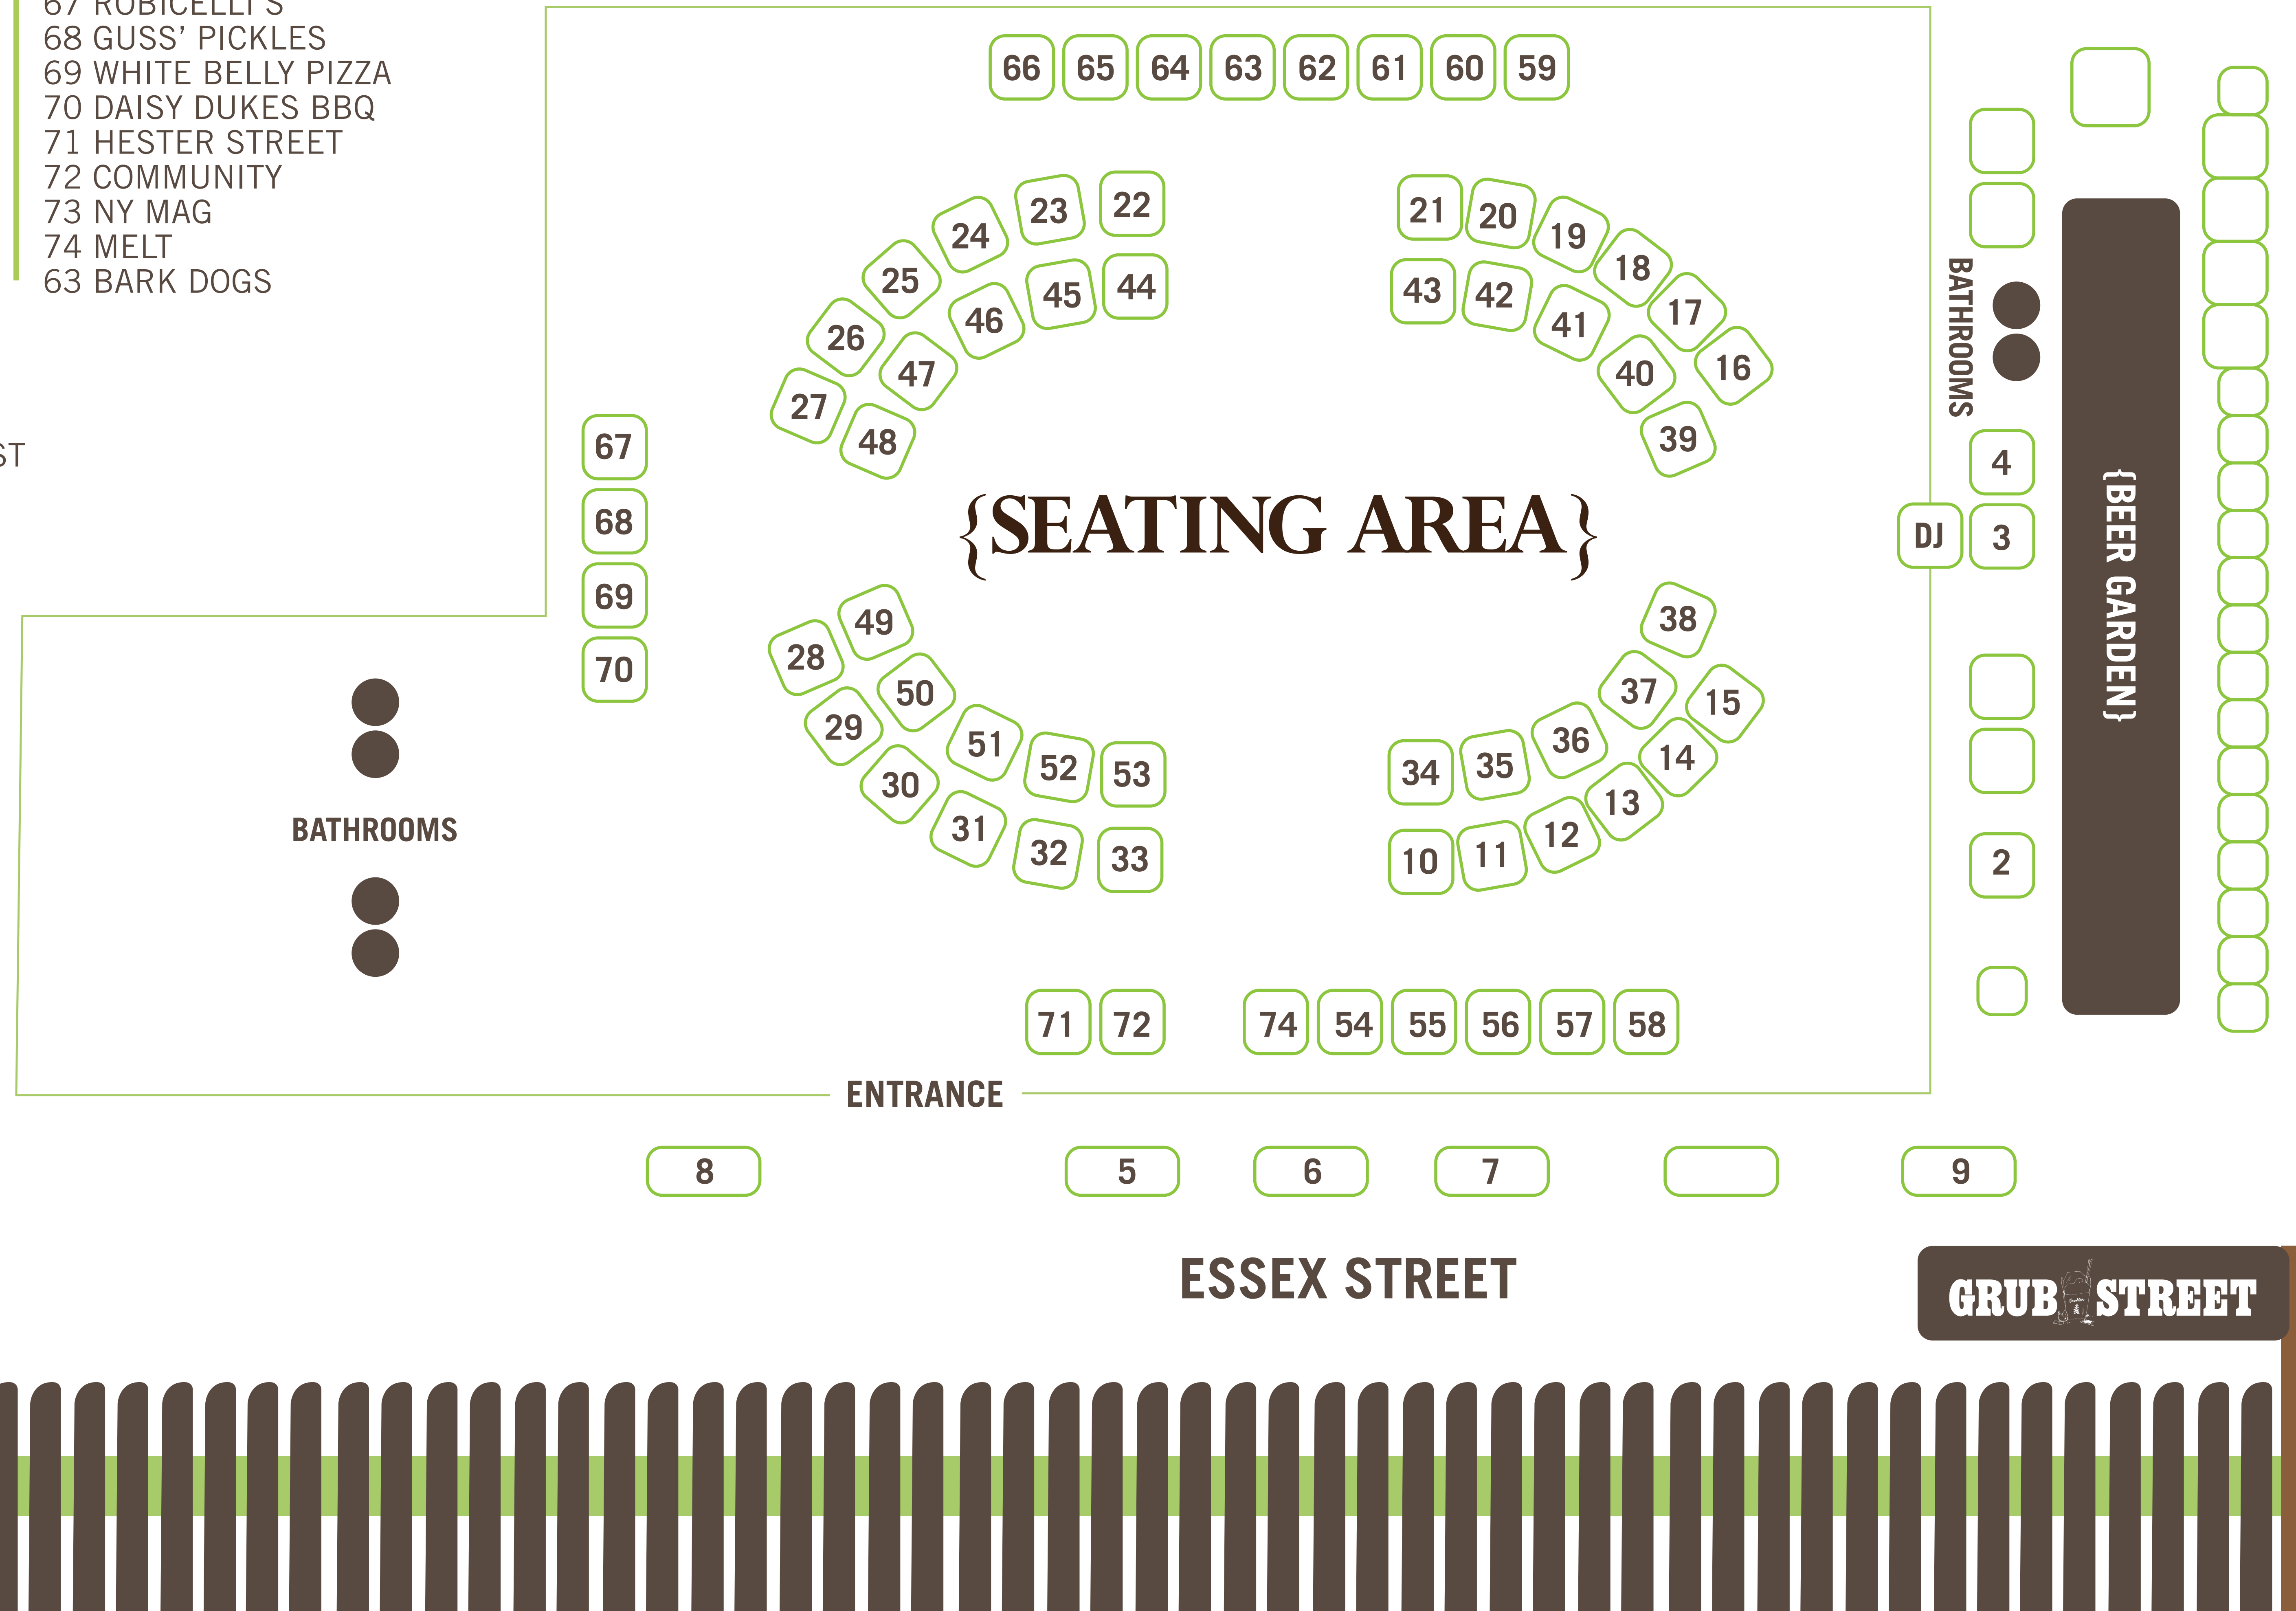 67 ROBICELLI'S
68 GUSS' PICKLES
69 WHITE BELLY PIZZA
70 DAISY DUKES BBQ
71 HESTER STREET
72 COMMUNITY
73 NY MAG
74 MELT
63 BARK DOGS
ST
66 65 64 63 62 61 60 59
27 26 25 24 23 22
48 47 46 45 44
21 20 19 18 17 16
43 42 41 40 39
67
68
69
70
{SEATING AREA}
BATHROOMS
4
DJ 3
2
{BEER GARDEN}
28 29 30 31 32 33
49 50 51 52 53
34 35 36 37 38
10 11 12 13 14 15
BATHROOMS
71 72 74 54 55 56 57 58
ENTRANCE
8 5 6 7 9
ESSEX STREET
GRUB STREET